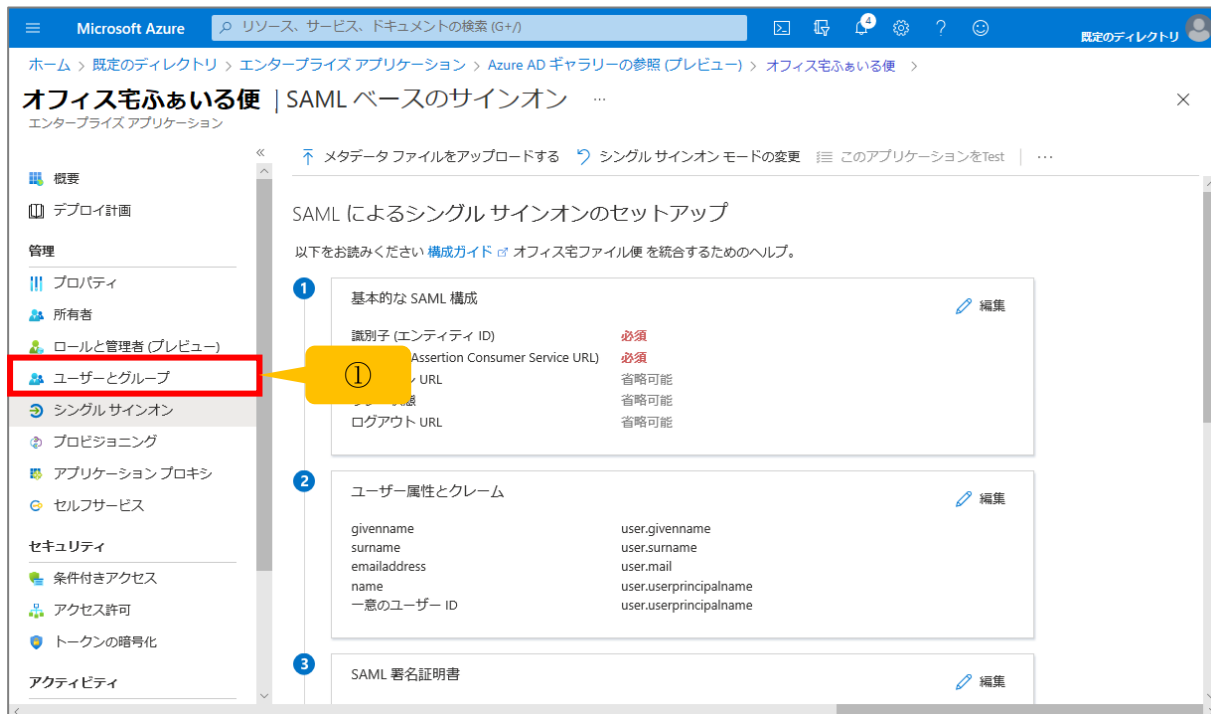 Microsoft Azure
リソース、サービス、ドキュメントの検索 (G+/)
4
既定のディレクトリ
ホーム > 既定のディレクトリ > エンタープライズ アプリケーション > Azure AD ギャラリーの参照 (プレビュー) > オフィス宅ふぁいる便 >
オフィス宅ふぁいる便 | SAML ベースのサインオン ...
エンタープライズ アプリケーション
メタデータ ファイルをアップロードする シングル サインオン モードの変更 このアプリケーションをTest | ...
概要
デプロイ計画
管理
プロパティ
所有者
ロールと管理者 (プレビュー)
ユーザーとグループ
シングル サインオン
プロビジョニング
アプリケーション プロキシ
セルフサービス
セキュリティ
条件付きアクセス
アクセス許可
トークンの暗号化
アクティビティ
①
SAML によるシングル サインオンのセットアップ
以下をお読みください 構成ガイド オフィス宅ファイル便 を統合するためのヘルプ。
1
基本的な SAML 構成
編集
識別子 (エンティティ ID) 必須
Assertion Consumer Service URL) 必須
URL 省略可能
省略可能
ログアウト URL 省略可能
2
ユーザー属性とクレーム
編集
givenname user.givenname
surname user.surname
emailaddress user.mail
name user.userprincipalname
一意のユーザー ID user.userprincipalname
3
SAML 署名証明書
編集